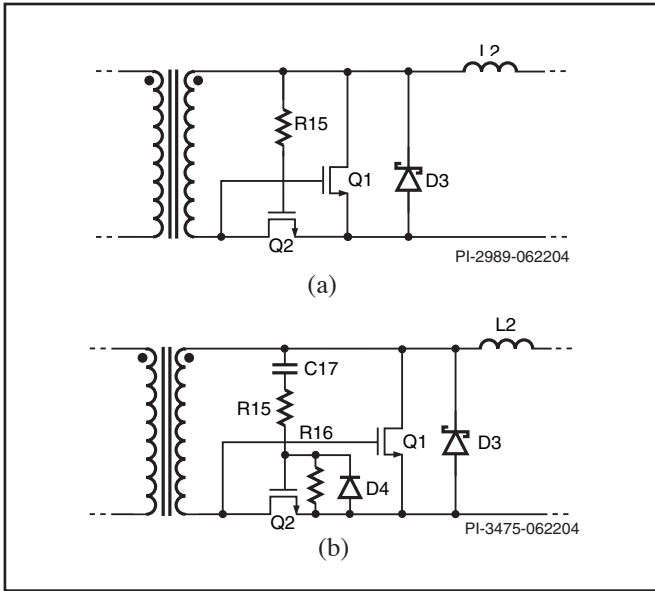 L2
R15
Q1
D3
Q2
PI-2989-062204
(a)
L2
C17
R15
R16
Q1
D3
D4
Q2
PI-3475-062204
(b)